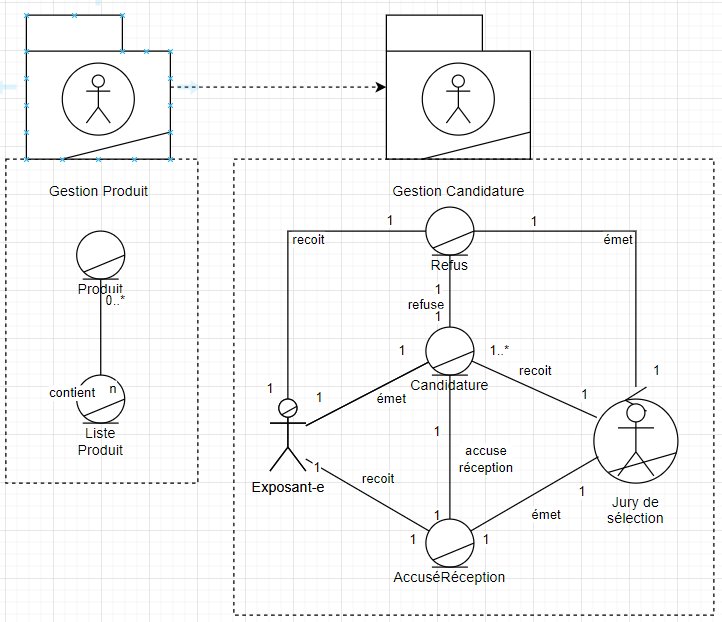 Gestion Produit
Gestion Candidature
1
1
recoit
émet
Refus
Produit
0..*
1
refuse
1
1
1..*
recoit
1
Candidature
1
1
émet
1
contient
n
Liste
Produit
1
accuse
réception
1
recoit
Exposant-e
1
Jury de
sélection
1
émet
1
1
AccuséRéception